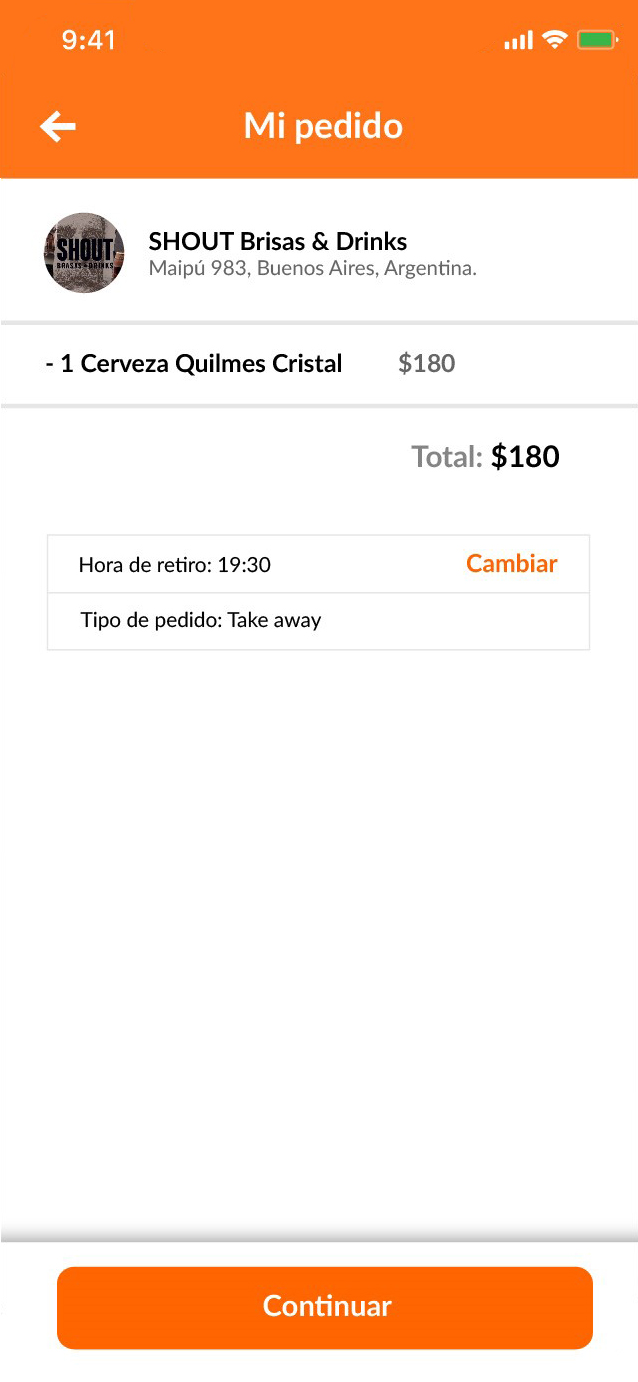 9:41
Mi pedido
SHOUT
BRASAS & DRINKS
SHOUT Brisas & Drinks
Maipú 983, Buenos Aires, Argentina.
- 1 Cerveza Quilmes Cristal $180
Total: $180
Hora de retiro: 19:30 Cambiar
Tipo de pedido: Take away
Continuar